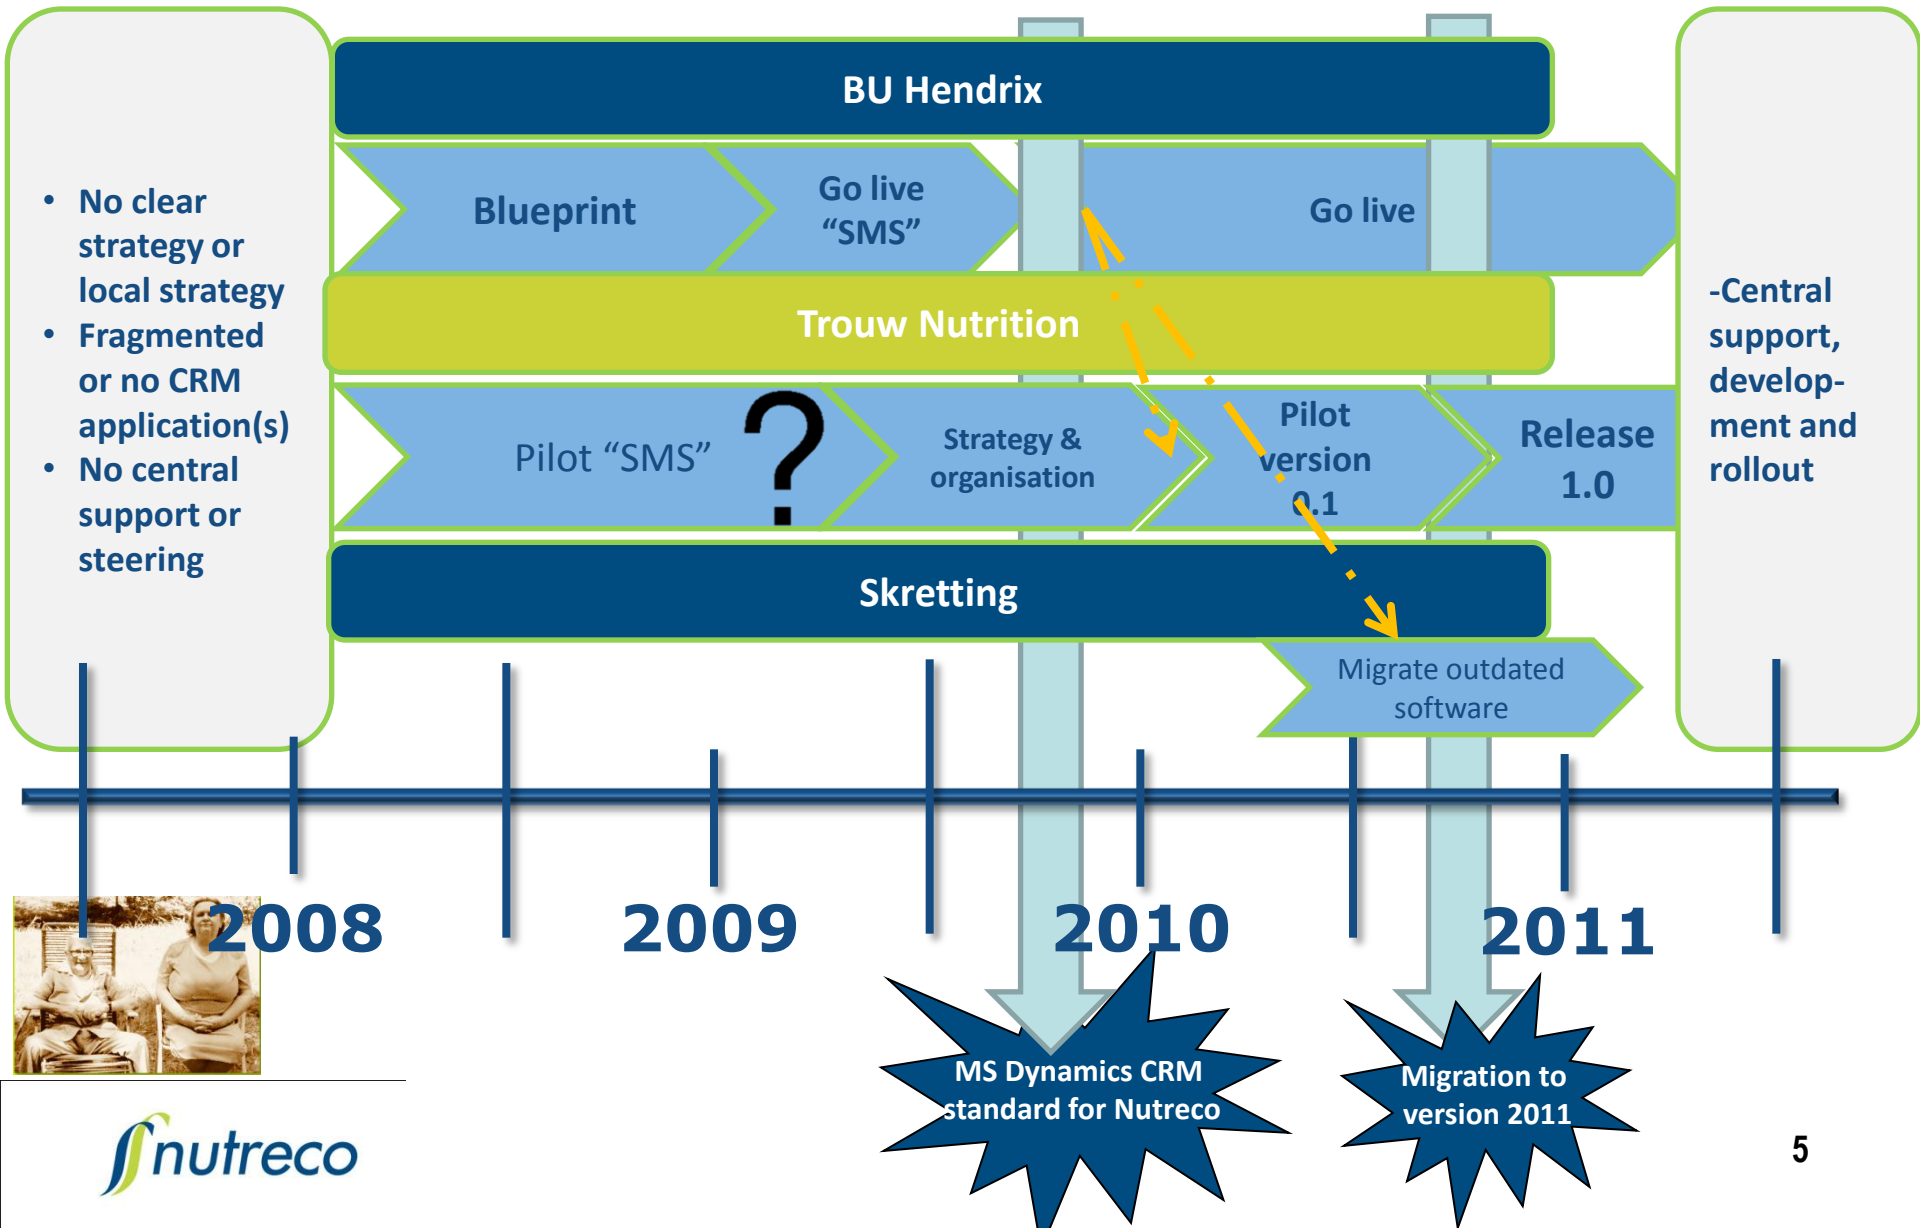 • No clear
strategy or
local strategy
• Fragmented
or no CRM
application(s)
• No central
support or
steering
BU Hendrix
Blueprint
Go live
“SMS”
Go live
Trouw Nutrition
Pilot “SMS”
?
Strategy &
organisation
Pilot
version
0.1
Release
1.0
Skretting
Migrate outdated
software
-Central
support,
develop-
ment and
rollout
2008
2009
2010
2011
MS Dynamics CRM
standard for Nutreco
Migration to
version 2011
nutreco
5